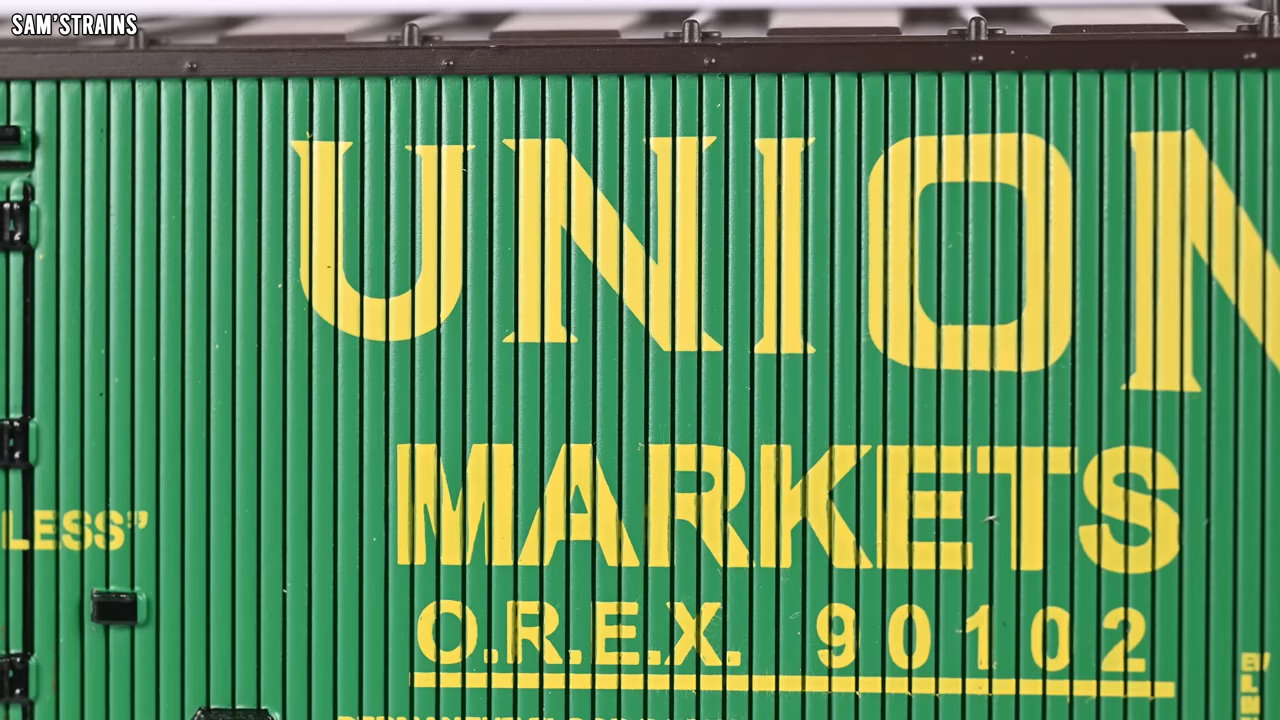 SAM'STRAINS
UNION
MARKETS
LESS"
O.R.E.X. 90102